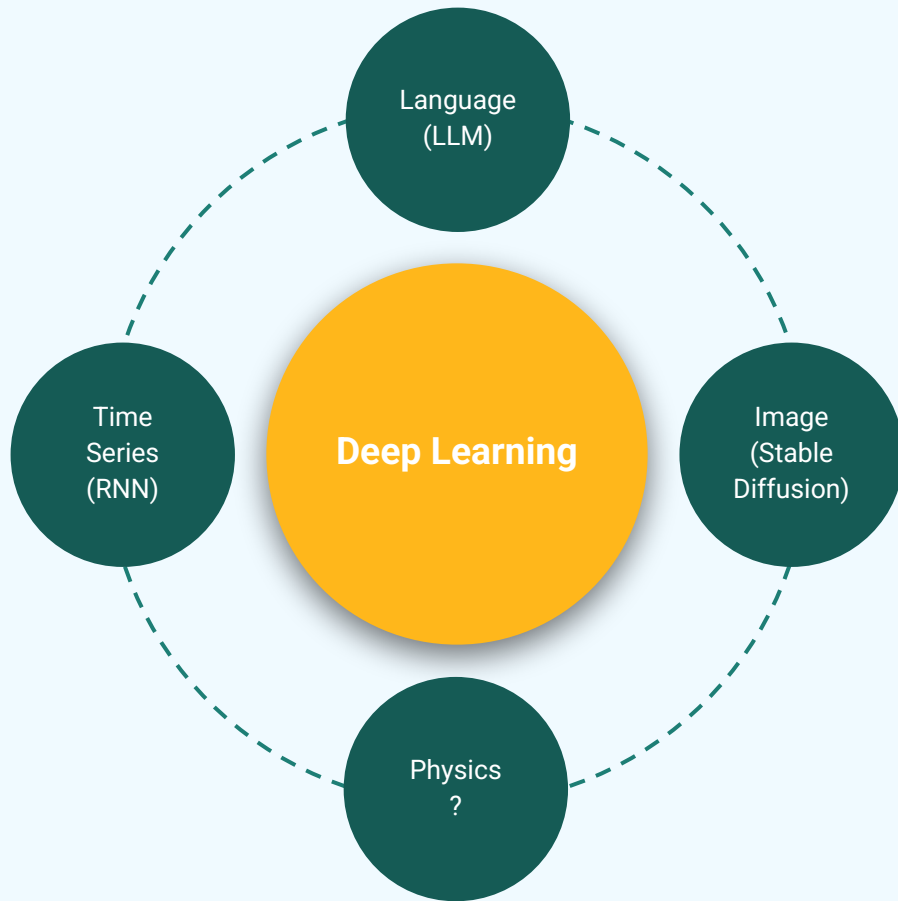 Language
(LLM)
Time
Series
(RNN)
Deep Learning
Image
(Stable
Diffusion)
Physics
?